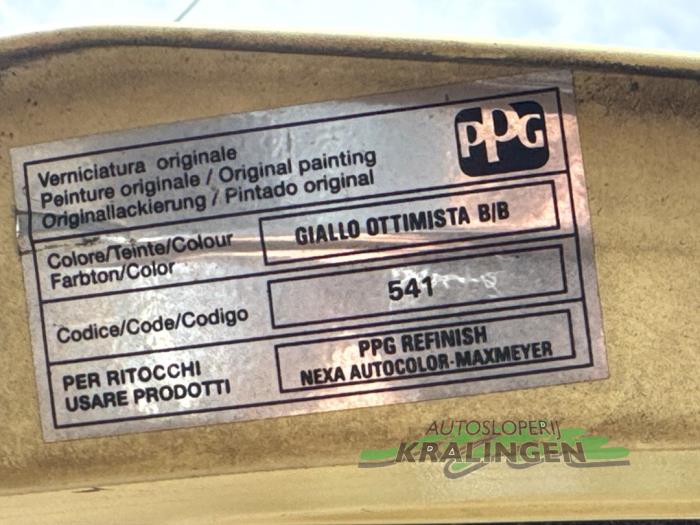 PPG
Verniciatura originale
Peinture originale / Original painting
Originallackierung / Pintado original
Colore/Teinte/Colour
Farbton/Color
GIALLO OTTIMISTA B/B
Codice/Code/Codigo
541
PER RITOCCHI
USARE PRODOTTI
PPG REFINISH
NEXA AUTOCOLOR-MAXMEYER
AUTOSLOPERIJ
KRALINGEN